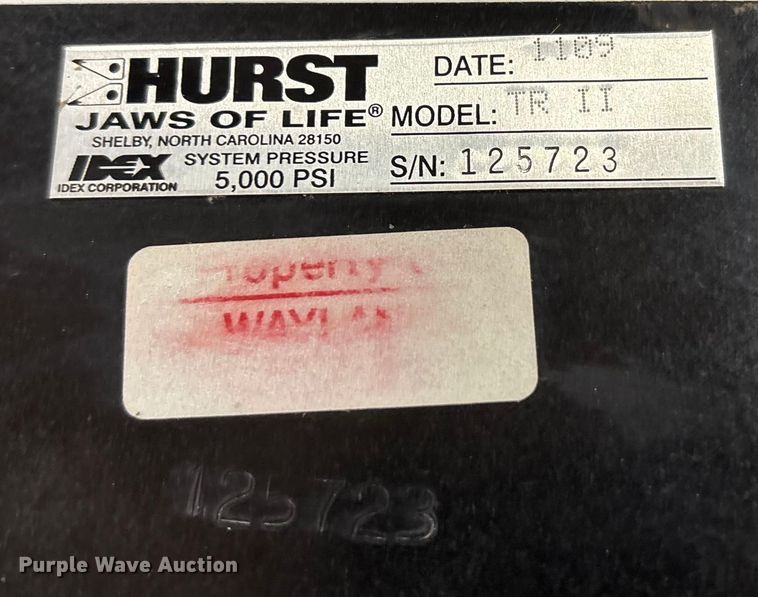 HURST
JAWS OF LIFE®
SHELBY, NORTH CAROLINA 28150
IDEX SYSTEM PRESSURE
IDEX CORPORATION 5,000 PSI
DATE: 1109
MODEL: TR II
S/N: 125723
Property
125723
Purple Wave Auction